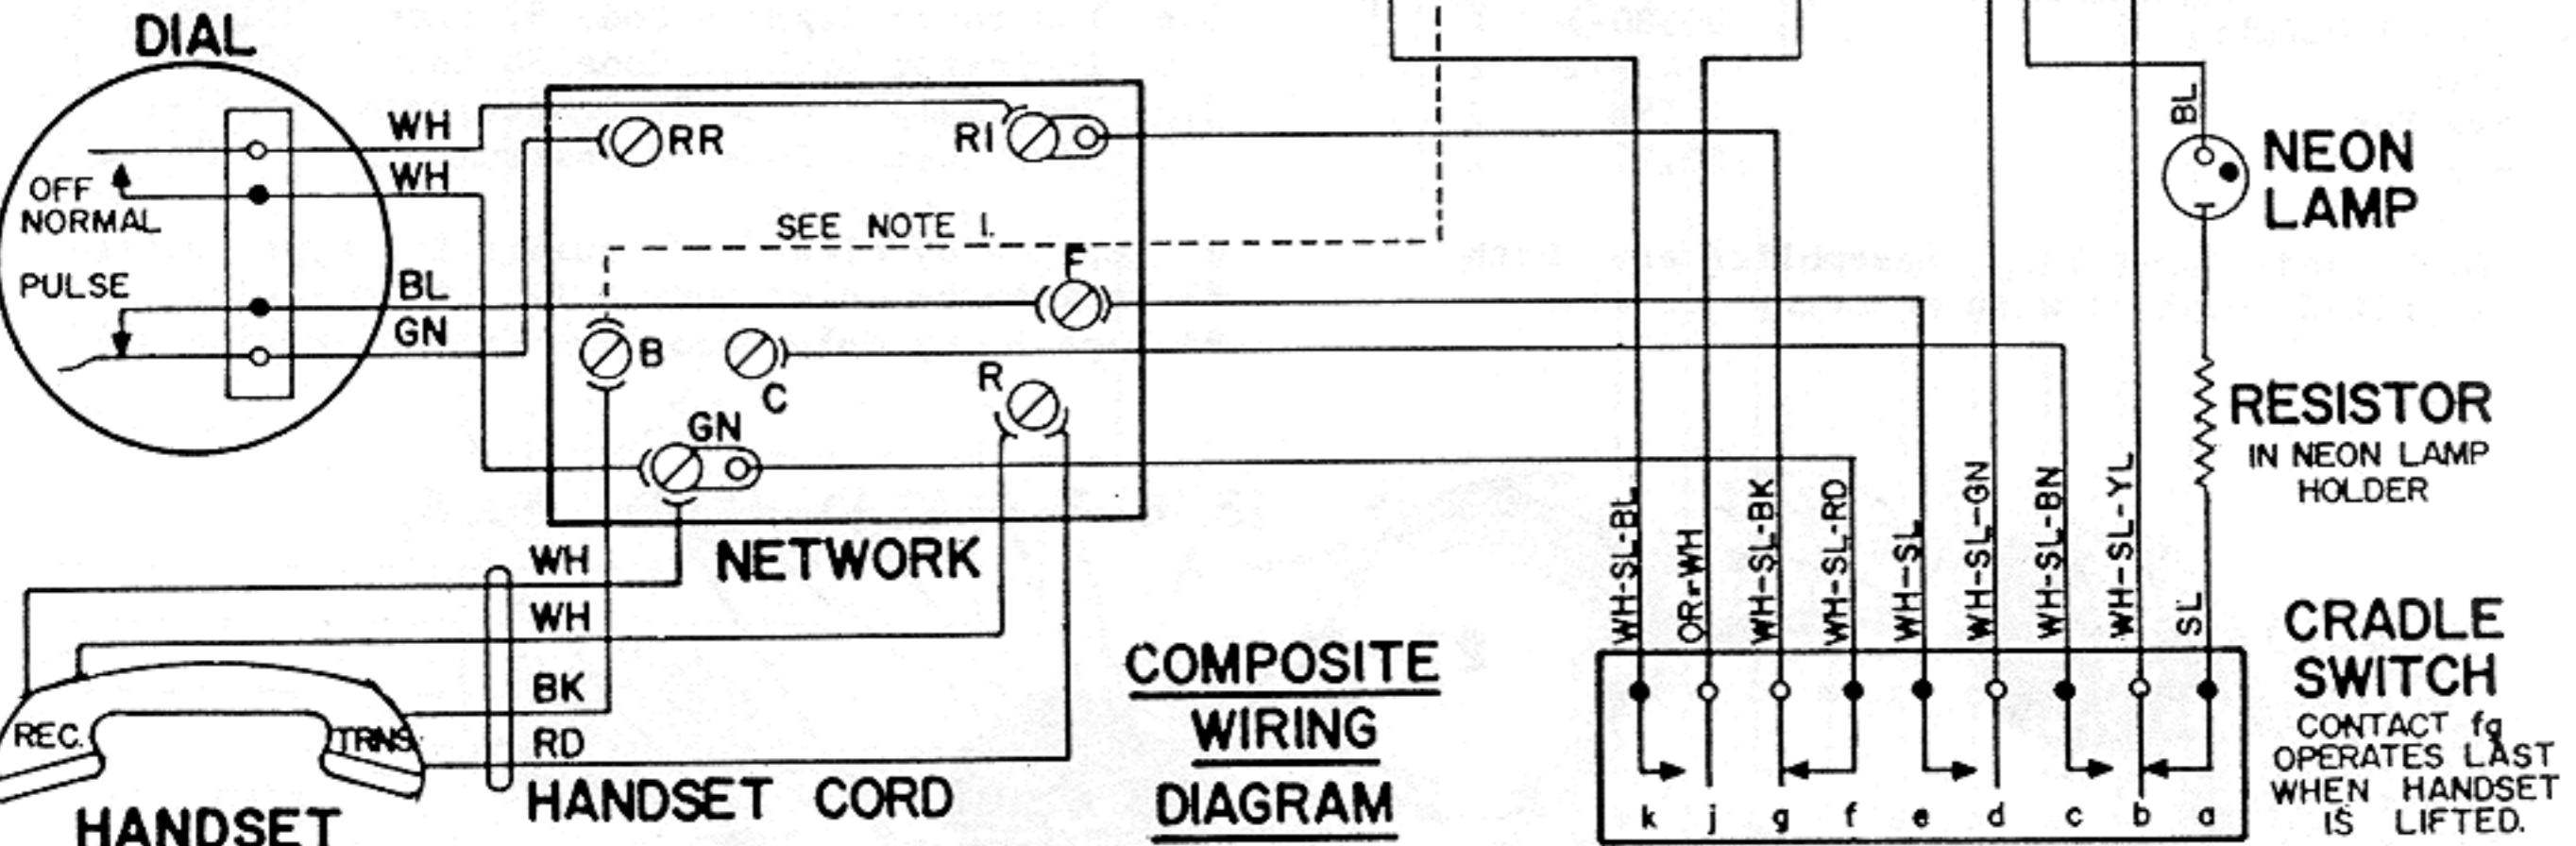 DIAL
WH
WH
OFF
NORMAL
PULSE
BL
GN
RR
RI
SEE NOTE 1.
F
B
C
R
GN
NETWORK
WH
WH
BK
RD
REC.
TRNS
HANDSET
HANDSET CORD
COMPOSITE
WIRING
DIAGRAM
BL
NEON
LAMP
RESISTOR
IN NEON LAMP
HOLDER
WH-SL-BL
OR-WH
WH-SL-BK
WH-SL-RD
WH-SL
WH-SL-GN
WH-SL-BN
WH-SL-YL
SL
k j g f e d c b a
CRADLE
SWITCH
CONTACT fg
OPERATES LAST
WHEN HANDSET
IS LIFTED.